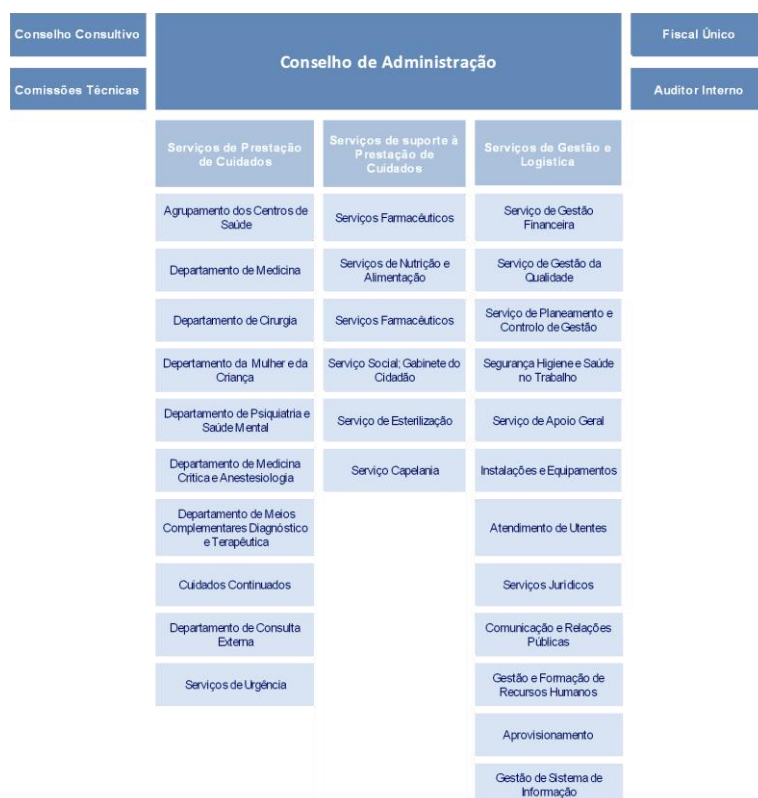 Conselho Consultivo
Comissões Técnicas
Conselho de Administração
Fiscal Único
Auditor Interno
Serviços de Prestação
de Cuidados
Agrupamento dos Centros de
Saúde
Departamento de Medicina
Departamento de Cirurgia
Depertamento da Mulher e da
Criança
Departamento de Psiquiatria e
Saúde Mental
Departamento de Medicina
Critica e Anestesiologia
Departamento de Meios
Complementares Diagnóstico
e Terapêutica
Cuidados Continuados
Departamento de Consulta
Externa
Serviços de Urgência
Serviços de suporte à
Prestação de
Cuidados
Serviços Farmacêuticos
Serviços de Nutrição e
Alimentação
Serviços Farmacêuticos
Serviço Social; Gabinete do
Cidadão
Serviço de Esterilização
Serviço Capelania
Serviços de Gestão e
Logistica
Serviço de Gestão
Financeira
Serviço de Gestão da
Qualidade
Serviço de Planeamento e
Controlo de Gestão
Segurança Higiene e Saúde
no Trabalho
Serviço de Apoio Geral
Instalações e Equipamentos
Atendimento de Utentes
Serviços Jurídicos
Comunicação e Relações
Públicas
Gestão e Formação de
Recursos Humanos
Aprovisionamento
Gestão de Sistema de
Informação